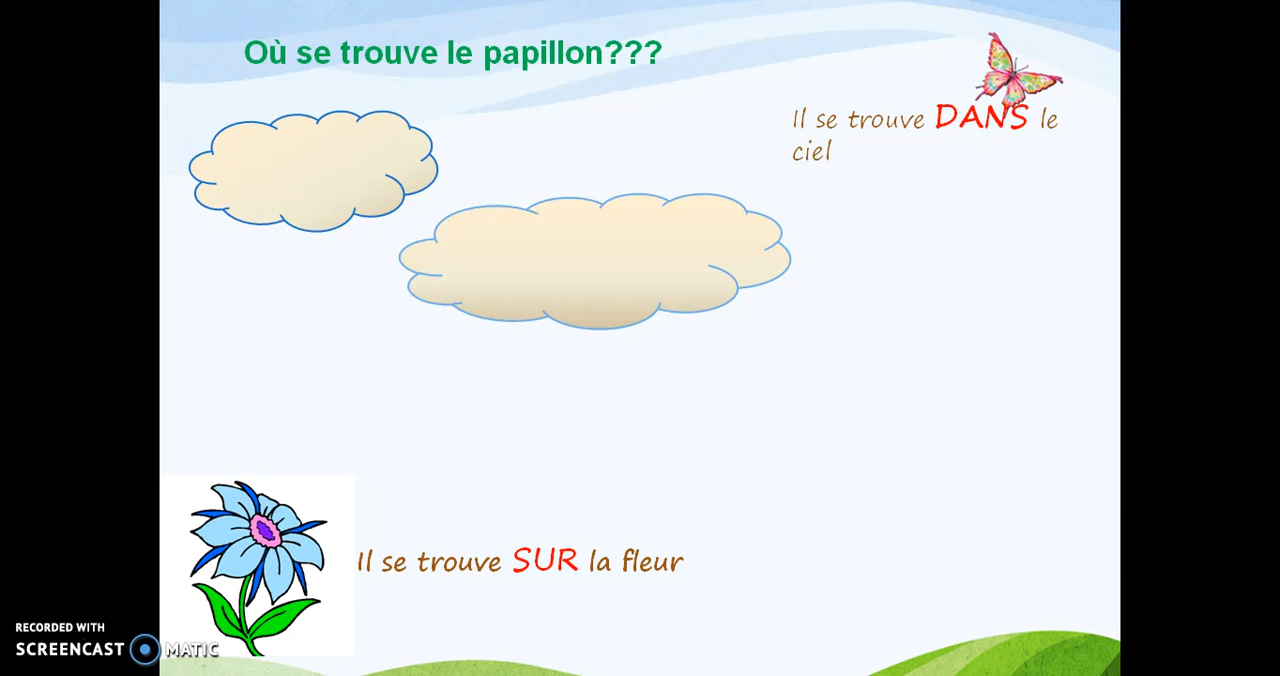 Où se trouve le papillon???
Il se trouve DANS le
ciel
Il se trouve SUR la fleur
RECORDED WITH
SCREENCAST MATIC